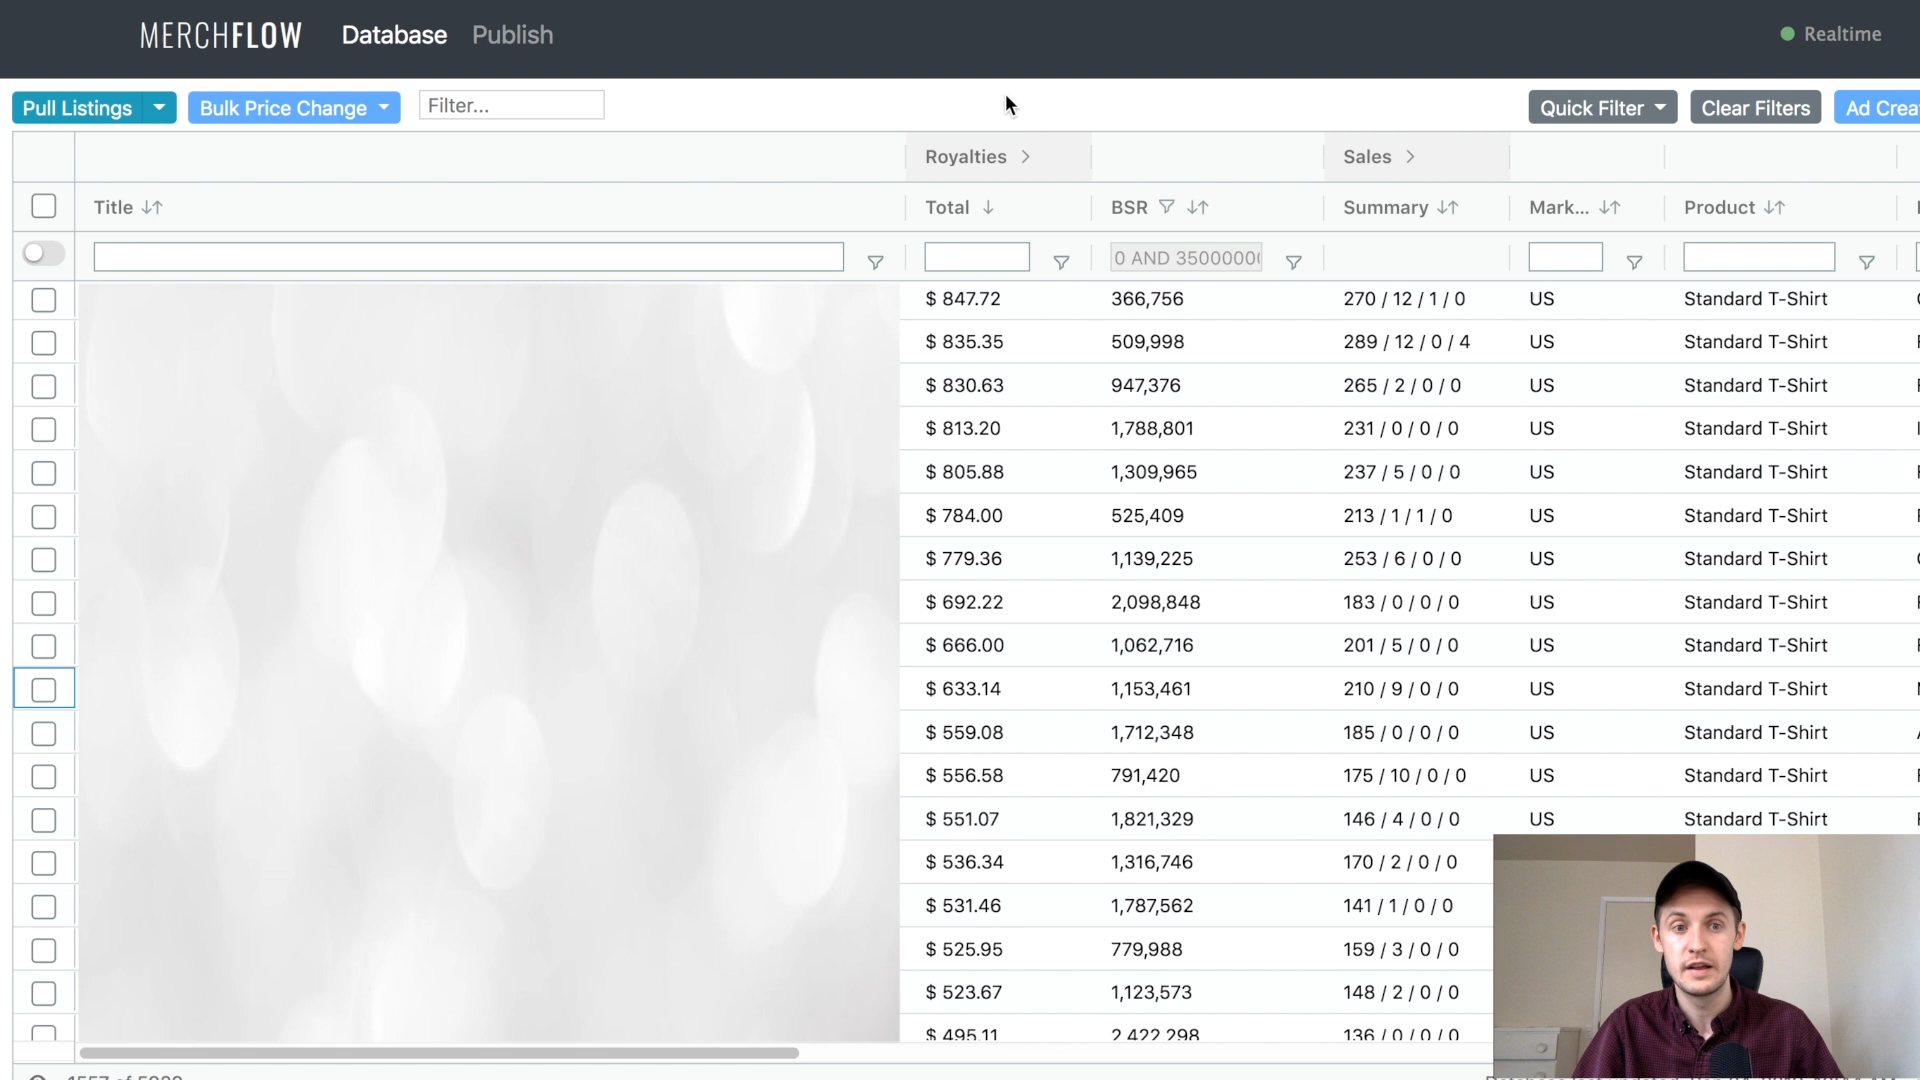 MERCHFLOW Database Publish Realtime
Pull Listings Bulk Price Change Filter... Quick Filter Clear Filters Ad Crea
Royalties Sales
Title Total BSR Summary Mark... Product
0 AND 3500000
$ 847.72 366,756 270 / 12 / 1 / 0 US Standard T-Shirt
$ 835.35 509,998 289 / 12 / 0 / 4 US Standard T-Shirt
$ 830.63 947,376 265 / 2 / 0 / 0 US Standard T-Shirt
$ 813.20 1,788,801 231 / 0 / 0 / 0 US Standard T-Shirt
$ 805.88 1,309,965 237 / 5 / 0 / 0 US Standard T-Shirt
$ 784.00 525,409 213 / 1 / 1 / 0 US Standard T-Shirt
$ 779.36 1,139,225 253 / 6 / 0 / 0 US Standard T-Shirt
$ 692.22 2,098,848 183 / 0 / 0 / 0 US Standard T-Shirt
$ 666.00 1,062,716 201 / 5 / 0 / 0 US Standard T-Shirt
$ 633.14 1,153,461 210 / 9 / 0 / 0 US Standard T-Shirt
$ 559.08 1,712,348 185 / 0 / 0 / 0 US Standard T-Shirt
$ 556.58 791,420 175 / 10 / 0 / 0 US Standard T-Shirt
$ 551.07 1,821,329 146 / 4 / 0 / 0 US Standard T-Shirt
$ 536.34 1,316,746 170 / 2 / 0 / 0
$ 531.46 1,787,562 141 / 1 / 0 / 0
$ 525.95 779,988 159 / 3 / 0 / 0
$ 523.67 1,123,573 148 / 2 / 0 / 0
$ 495.11 2,422,298 136 / 0 / 0 / 0